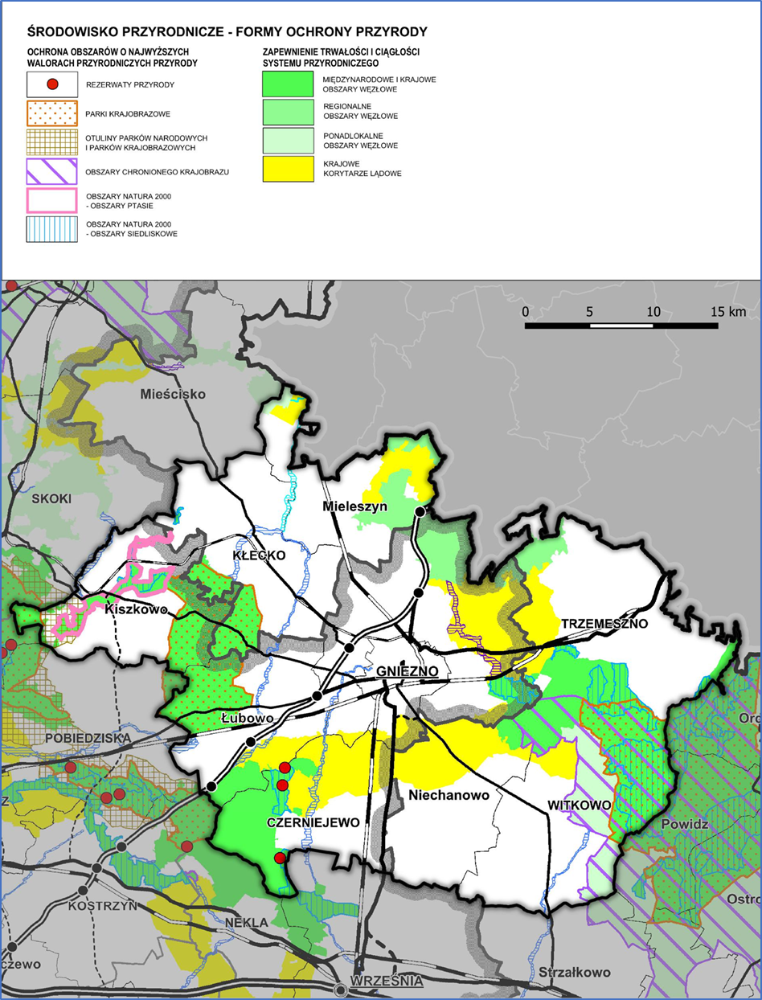 ŚRODOWISKO PRZYRODNICZE - FORMY OCHRONY PRZYRODY
OCHRONA OBSZARÓW O NAJWYŻSZYCH
WALORACH PRZYRODNICZYCH PRZYRODY
REZERWATY PRZYRODY
PARKI KRAJOBRAZOWE
OTULINY PARKÓW NARODOWYCH
I PARKÓW KRAJOBRAZOWYCH
OBSZARY CHRONIONEGO KRAJOBRAZU
OBSZARY NATURA 2000
- OBSZARY PTASIE
OBSZARY NATURA 2000
- OBSZARY SIEDLISKOWE
ZAPEWNIENIE TRWAŁOŚCI I CIĄGŁOŚCI
SYSTEMU PRZYRODNICZEGO
MIĘDZYNARODOWE I KRAJOWE
OBSZARY WĘZŁOWE
REGIONALNE
OBSZARY WĘZŁOWE
PONADLOKALNE
OBSZARY WĘZŁOWE
KRAJOWE
KORYTARZE LĄDOWE
0 5 10 15 km
Mieścisko
SKOKI
Mieleszyn
KŁECKO
Kiszkowo
TRZEMESZNO
GNIEZNO
Łubowo
Orc
POBIEDZISKA
Z
Niechanowo
WITKOWO
CZERNIEJEWO
Powidz
KOSTRZYN
Ostro
NEKLA
czewo
WRZEŚNIA
Strzałkowo